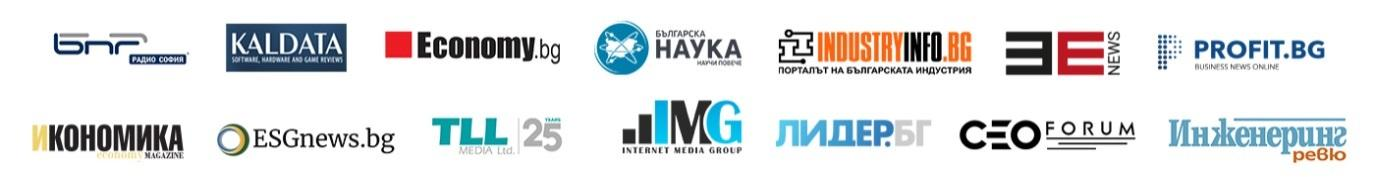 бнр
РАДИО СОФИЯ
KALDATA
SOFTWARE, HARDWARE AND GAME REVIEWS
Economy.bg
БЪЛГАРСКА
НАУКА
НАУЧИ ПОВЕЧЕ
INDUSTRYINFO.BG
ПОРТАЛЪТ НА БЪЛГАРСКАТА ИНДУСТРИЯ
3E
NEWS
PROFIT.BG
BUSINESS NEWS ONLINE
ИКОНОМИКА
economy MAGAZINE
ESGnews.bg
TLL
MEDIA Ltd.
YEARS
25
IMG
INTERNET MEDIA GROUP
ЛИДЕР.БГ
CEO FORUM
Инженеринг
ревю